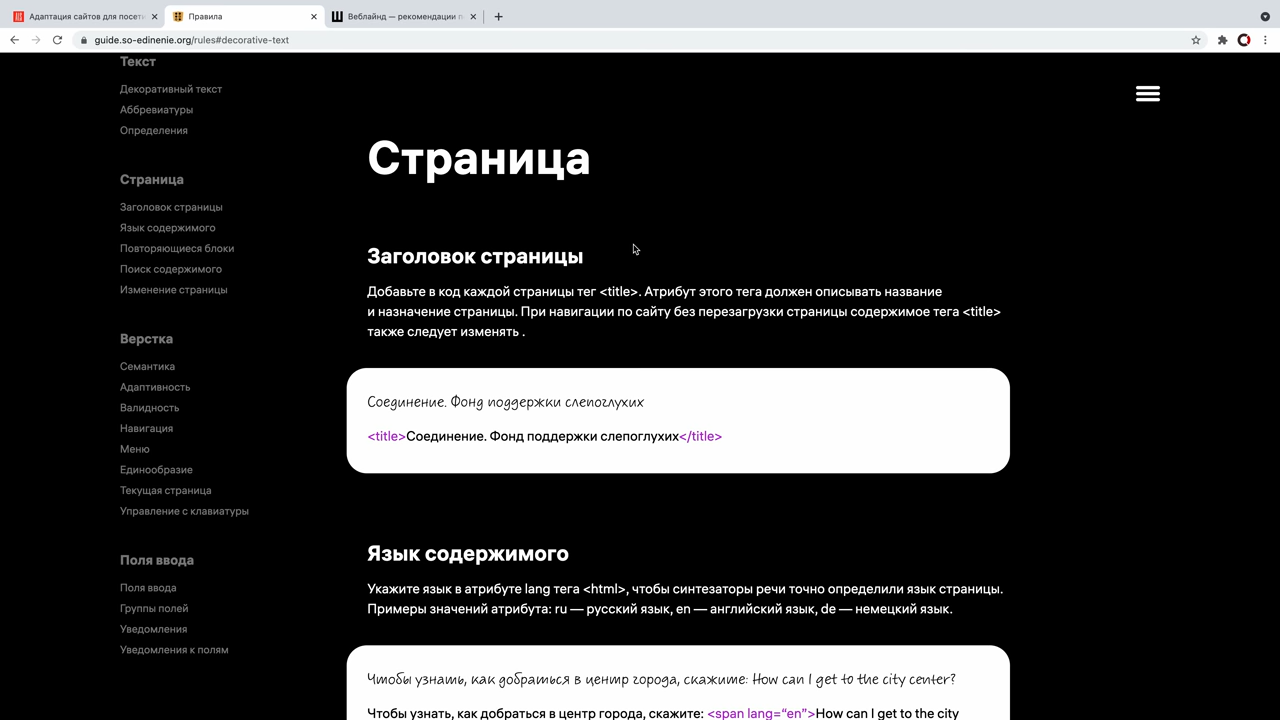 Адаптация сайтов для посети
Правила
Веблайнд — рекомендации п
guide.so-edinenie.org/rules#decorative-text
Текст
Декоративный текст
Аббревиатуры
Определения
Страница
Заголовок страницы
Язык содержимого
Повторяющиеся блоки
Поиск содержимого
Изменение страницы
Верстка
Семантика
Адаптивность
Валидность
Навигация
Меню
Единообразие
Текущая страница
Управление с клавиатуры
Поля ввода
Поля ввода
Группы полей
Уведомления
Уведомления к полям
Страница
Заголовок страницы
Добавьте в код каждой страницы тег <title>. Атрибут этого тега должен описывать название
и назначение страницы. При навигации по сайту без перезагрузки страницы содержимое тега <title>
также следует изменять .
Соединение. Фонд поддержки слепоглухих
<title>Соединение. Фонд поддержки слепоглухих</title>
Язык содержимого
Укажите язык в атрибуте lang тега <html>, чтобы синтезаторы речи точно определили язык страницы.
Примеры значений атрибута: ru — русский язык, en — английский язык, de — немецкий язык.
Чтобы узнать, как добраться в центр города, скажите: How can I get to the city center?
Чтобы узнать, как добраться в центр города, скажите: <span lang=“en”>How can I get to the city